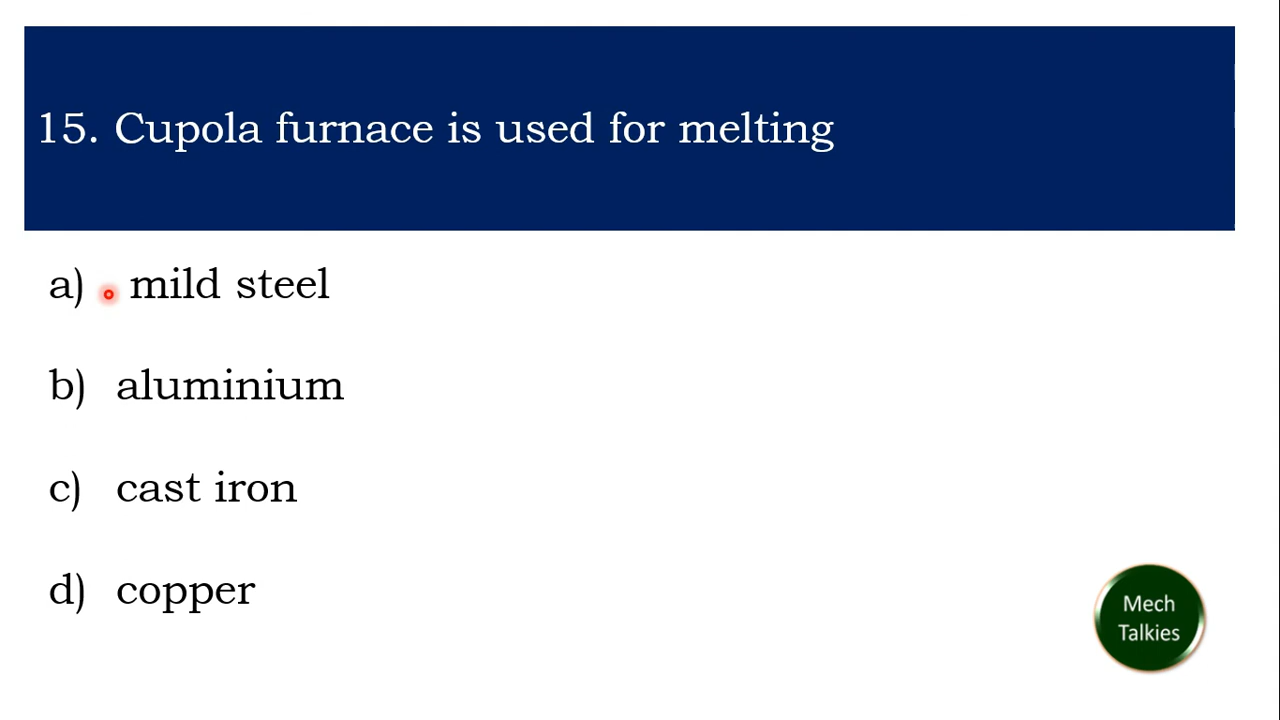 15. Cupola furnace is used for melting
a) mild steel
b) aluminium
c) cast iron
d) copper
Mech
Talkies